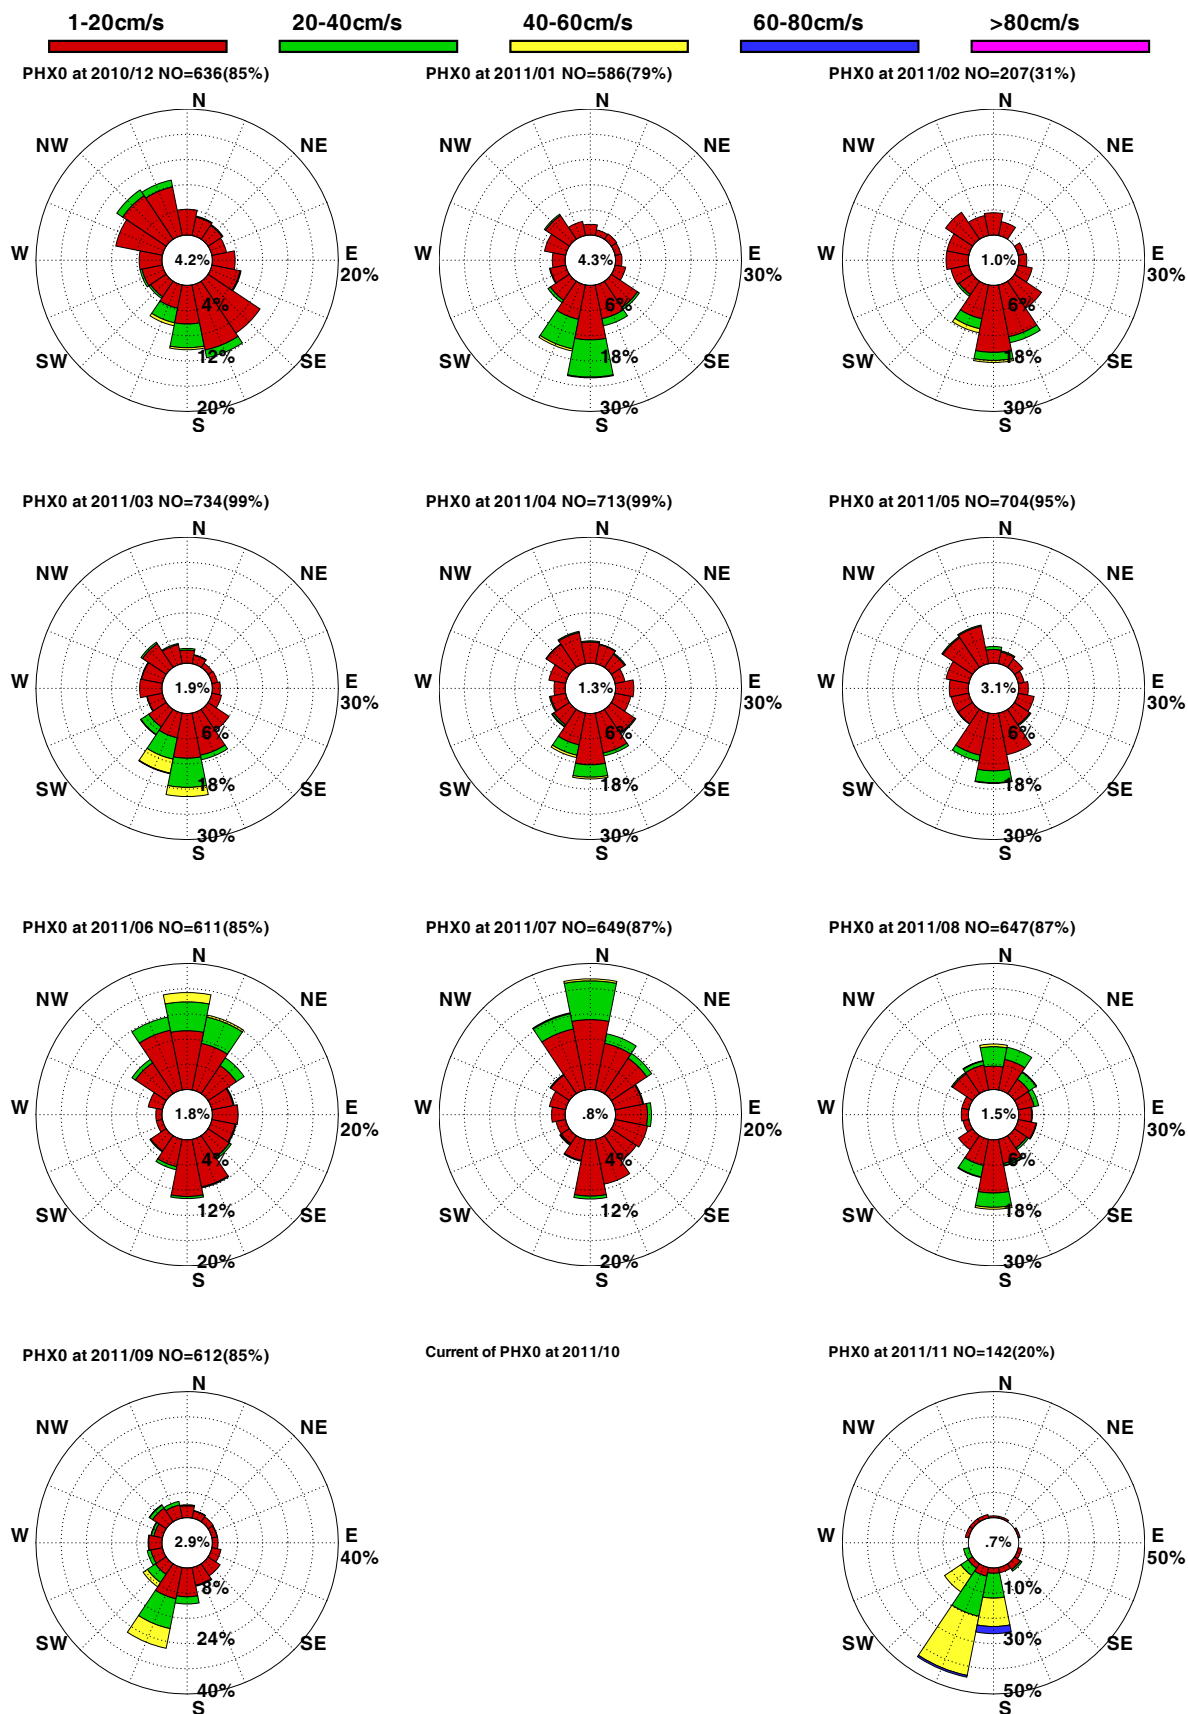 1-20cm/s 20-40cm/s 40-60cm/s 60-80cm/s >80cm/s
PHX0 at 2010/12 NO=636(85%) PHX0 at 2011/01 NO=586(79%) PHX0 at 2011/02 NO=207(31%)
N N N
NW NE NW NE NW NE
W 4.2% E W 4.3% E W 1.0% E
20% 30% 30%
4% 6% 6%
12% 18% 18%
SW SE SW SE SW SE
20% 30% 30%
S S S
PHX0 at 2011/03 NO=734(99%) PHX0 at 2011/04 NO=713(99%) PHX0 at 2011/05 NO=704(95%)
N N N
NW NE NW NE NW NE
W 1.9% E W 1.3% E W 3.1% E
30% 30% 30%
6% 6% 6%
18% 18% 18%
SW SE SW SE SW SE
30% 30% 30%
S S S
PHX0 at 2011/06 NO=611(85%) PHX0 at 2011/07 NO=649(87%) PHX0 at 2011/08 NO=647(87%)
N N N
NW NE NW NE NW NE
W 1.8% E W .8% E W 1.5% E
20% 20% 30%
4% 4% 6%
12% 12% 18%
SW SE SW SE SW SE
20% 20% 30%
S S S
PHX0 at 2011/09 NO=612(85%) Current of PHX0 at 2011/10 PHX0 at 2011/11 NO=142(20%)
N N
NW NE NW NE
W 2.9% E W .7% E
40% 50%
8% 10%
24% 30%
SW SE SW SE
40% 50%
S S